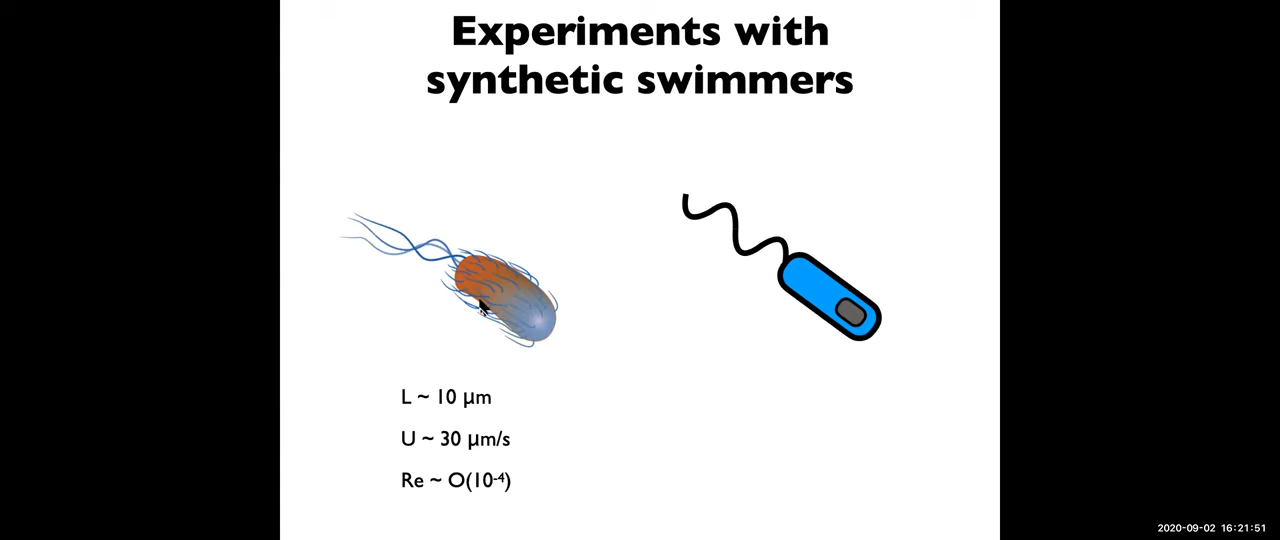 Experiments with
synthetic swimmers
L ~ 10 μm
U ~ 30 μm/s
Re ~ O(10⁻⁴)
2020-09-02 16:21:51